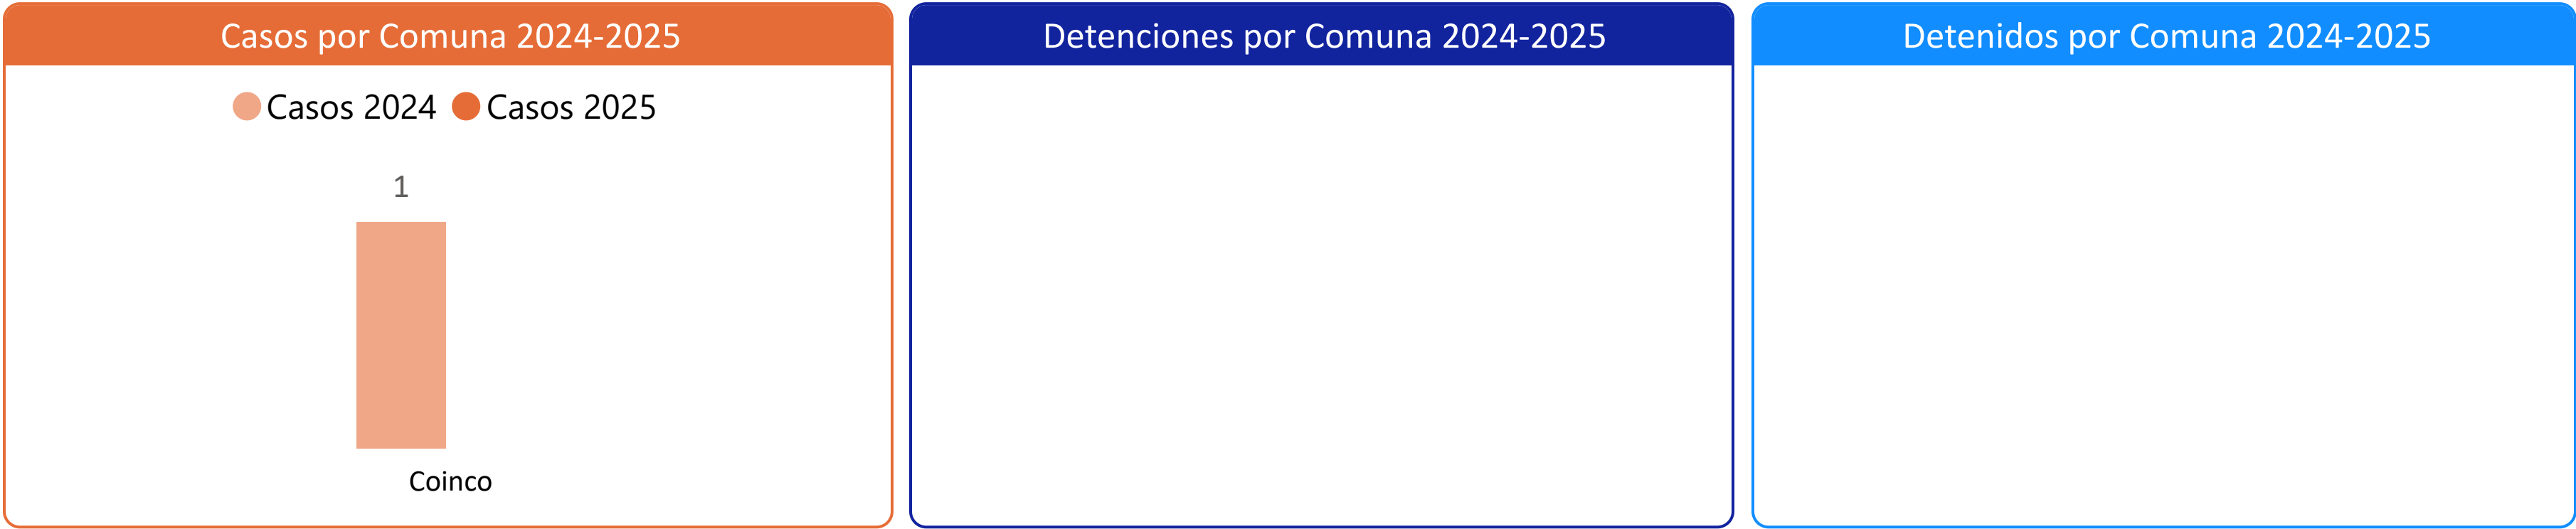 Casos por Comuna 2024-2025
Casos 2024 Casos 2025
1
Coinco
Detenciones por Comuna 2024-2025
Detenidos por Comuna 2024-2025